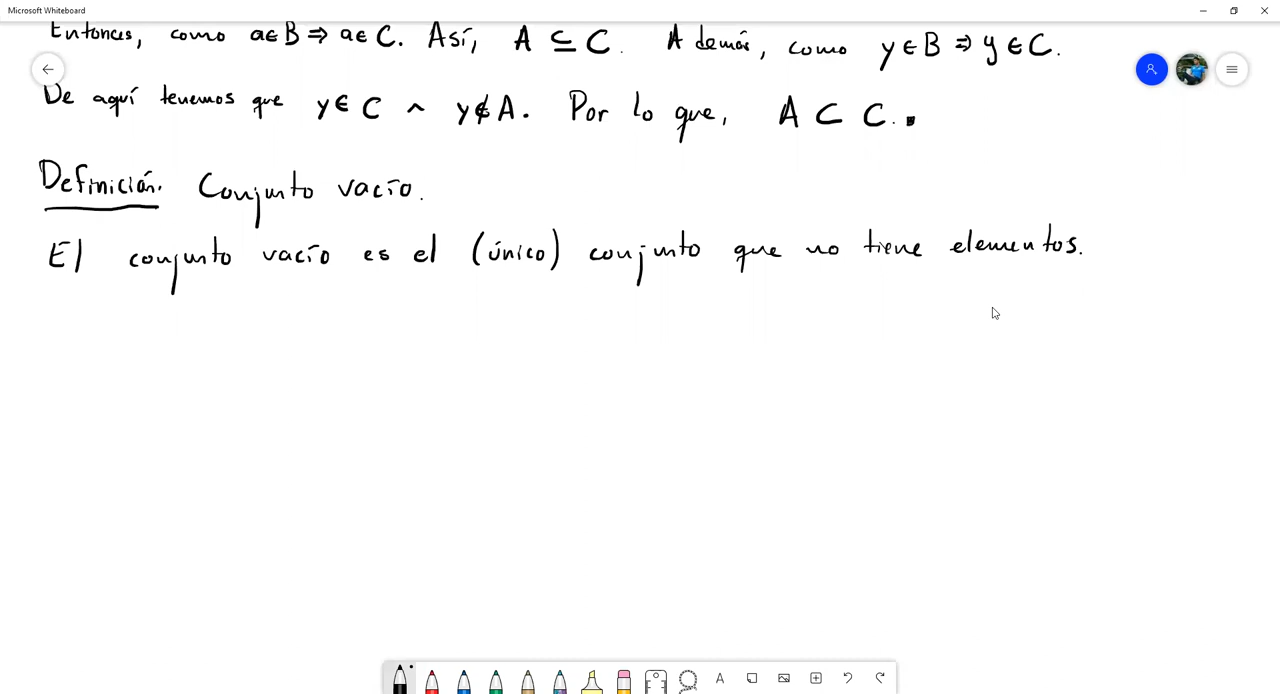 Microsoft Whiteboard
Entonces, como a∈B ⇒ a∈C. Así, A ⊆ C. Además, como y∈B ⇒ y∈C.
De aquí tenemos que y∈C ∧ y∉A. Por lo que, A ⊂ C.
Definición. Conjunto vacío.
El conjunto vacío es el (único) conjunto que no tiene elementos.
A